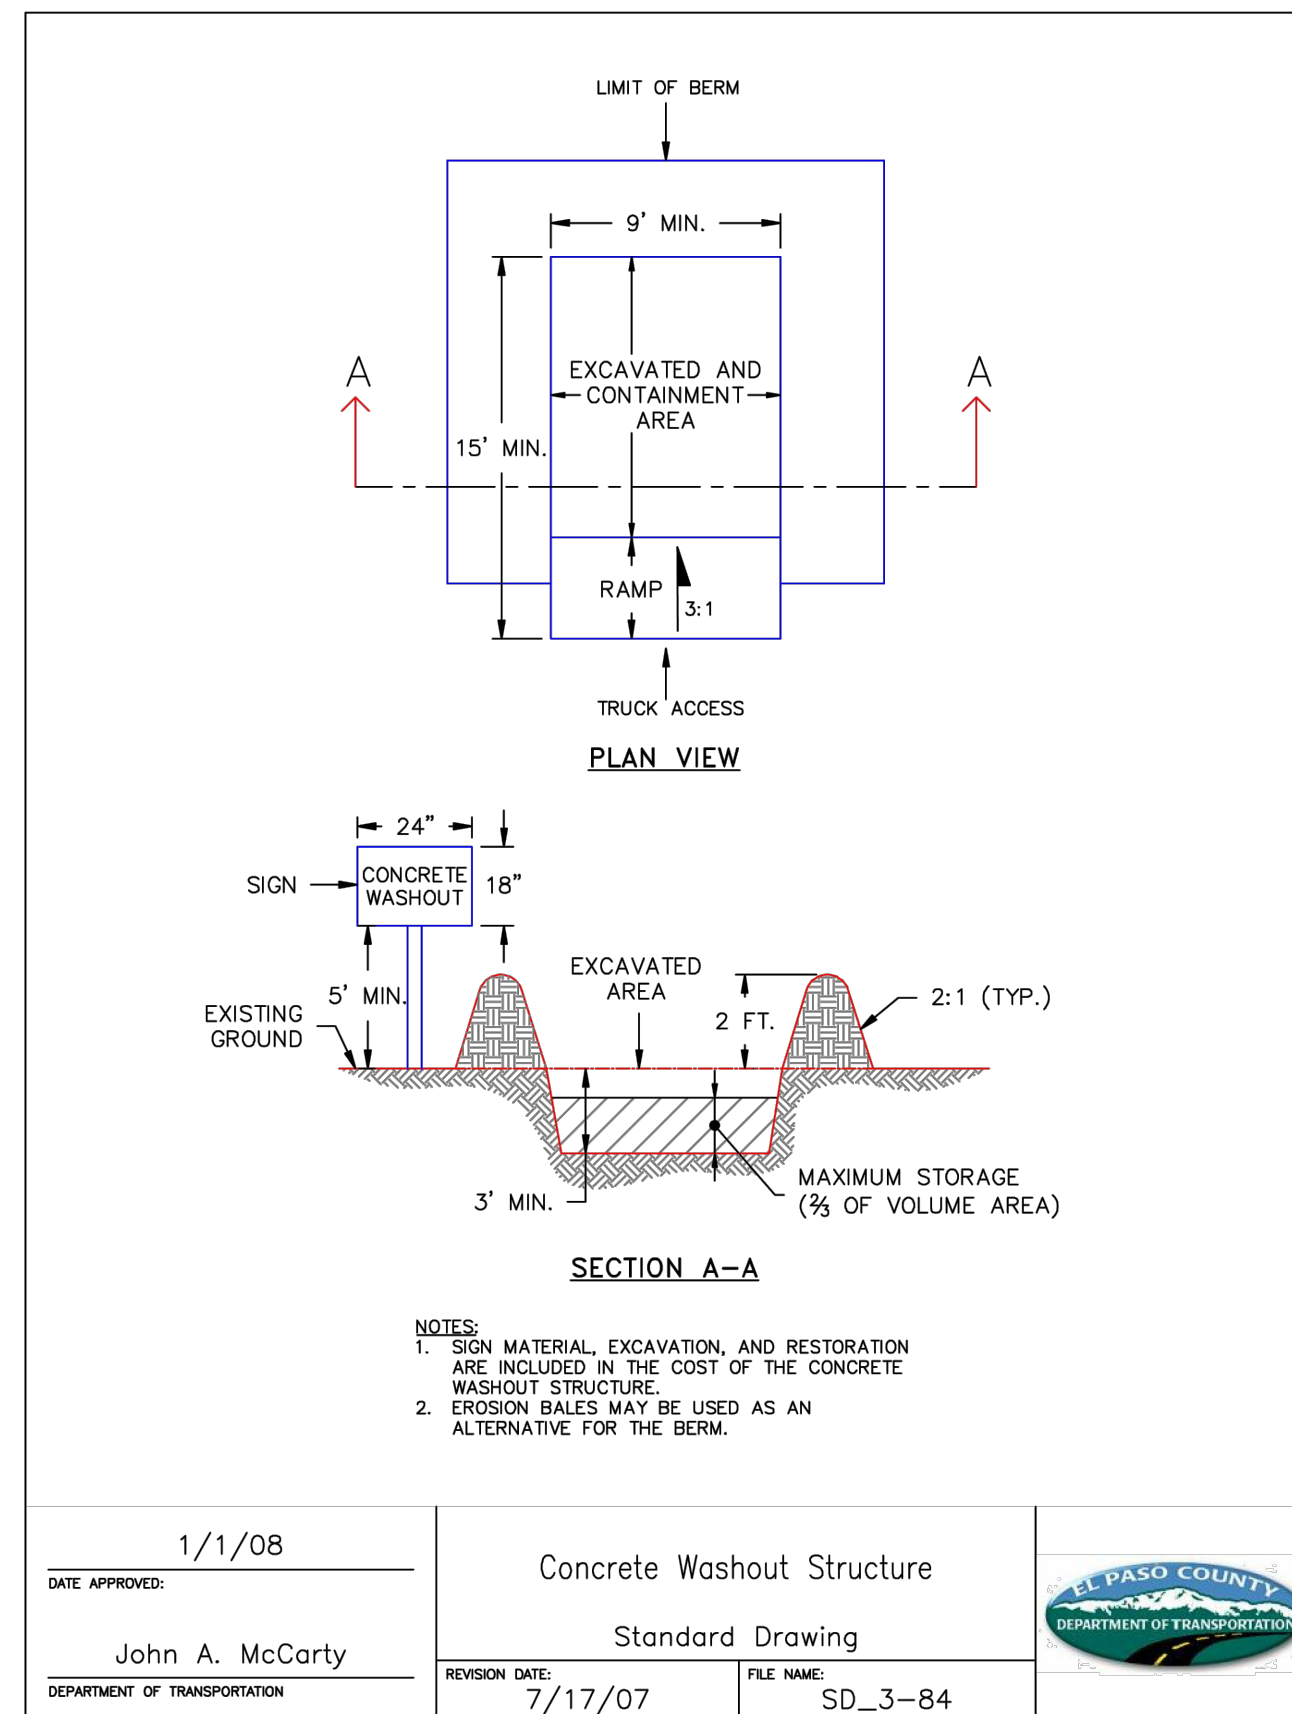 LIMIT OF BERM
9' MIN.
A
A
EXCAVATED AND
CONTAINMENT
AREA
15' MIN.
RAMP
3:1
TRUCK ACCESS
PLAN VIEW
24"
SIGN
CONCRETE
WASHOUT
18"
EXCAVATED
AREA
5' MIN.
2:1 (TYP.)
EXISTING
GROUND
2 FT.
MAXIMUM STORAGE
(⅔ OF VOLUME AREA)
3' MIN.
SECTION A-A
NOTES:
1. SIGN MATERIAL, EXCAVATION, AND RESTORATION
ARE INCLUDED IN THE COST OF THE CONCRETE
WASHOUT STRUCTURE.
2. EROSION BALES MAY BE USED AS AN
ALTERNATIVE FOR THE BERM.
1/1/08
DATE APPROVED:
John A. McCarty
DEPARTMENT OF TRANSPORTATION
Concrete Washout Structure
Standard Drawing
REVISION DATE:
7/17/07
FILE NAME:
SD_3-84
EL PASO COUNTY
DEPARTMENT OF TRANSPORTATION